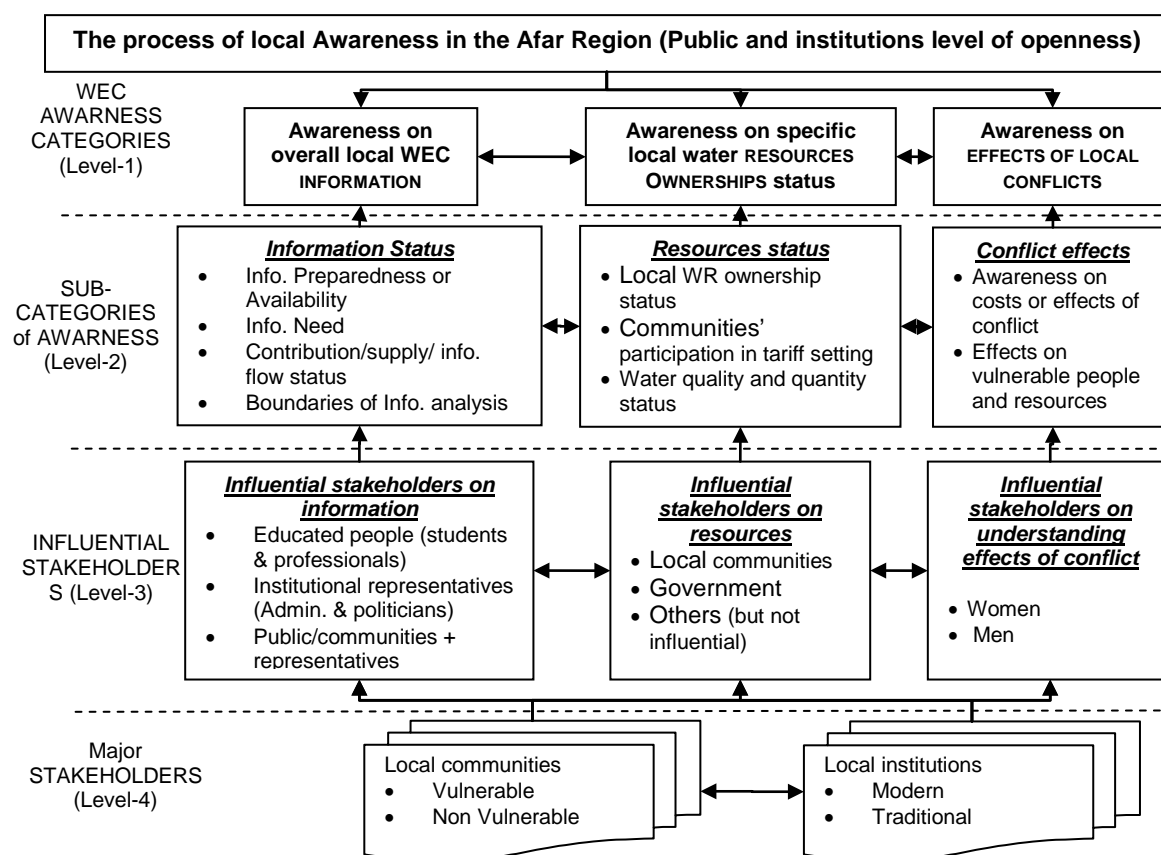 The process of local Awareness in the Afar Region (Public and institutions level of openness)
WEC
AWARNESS
CATEGORIES
(Level-1)
Awareness on
overall local WEC
INFORMATION
Awareness on specific
local water RESOURCES
OWNERSHIPS status
Awareness on
EFFECTS OF LOCAL
CONFLICTS
SUB-
CATEGORIES
of AWARNESS
(Level-2)
Information Status
• Info. Preparedness or
Availability
• Info. Need
• Contribution/supply/ info.
flow status
• Boundaries of Info. analysis
Resources status
• Local WR ownership
status
• Communities’
participation in tariff setting
• Water quality and quantity
status
Conflict effects
• Awareness on
costs or effects of
conflict
• Effects on
vulnerable people
and resources
INFLUENTIAL
STAKEHOLDER
S (Level-3)
Influential stakeholders on
information
• Educated people (students
& professionals)
• Institutional representatives
(Admin. & politicians)
• Public/communities +
representatives
Influential
stakeholders on
resources
• Local communities
• Government
• Others (but not
influential)
Influential
stakeholders on
understanding
effects of conflict
• Women
• Men
Major
STAKEHOLDERS
(Level-4)
Local communities
• Vulnerable
• Non Vulnerable
Local institutions
• Modern
• Traditional